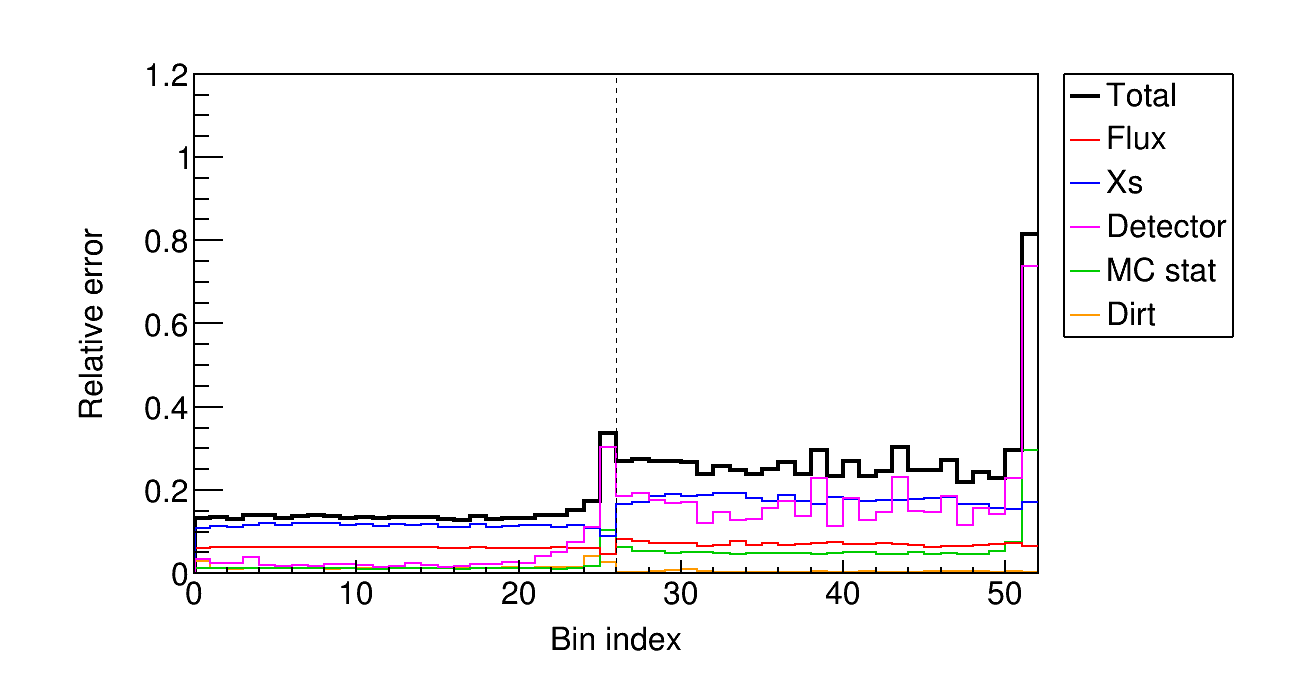 1.2
1
0.8
0.6
0.4
0.2
0
Relative error
0 10 20 30 40 50
Bin index
Total
Flux
Xs
Detector
MC stat
Dirt